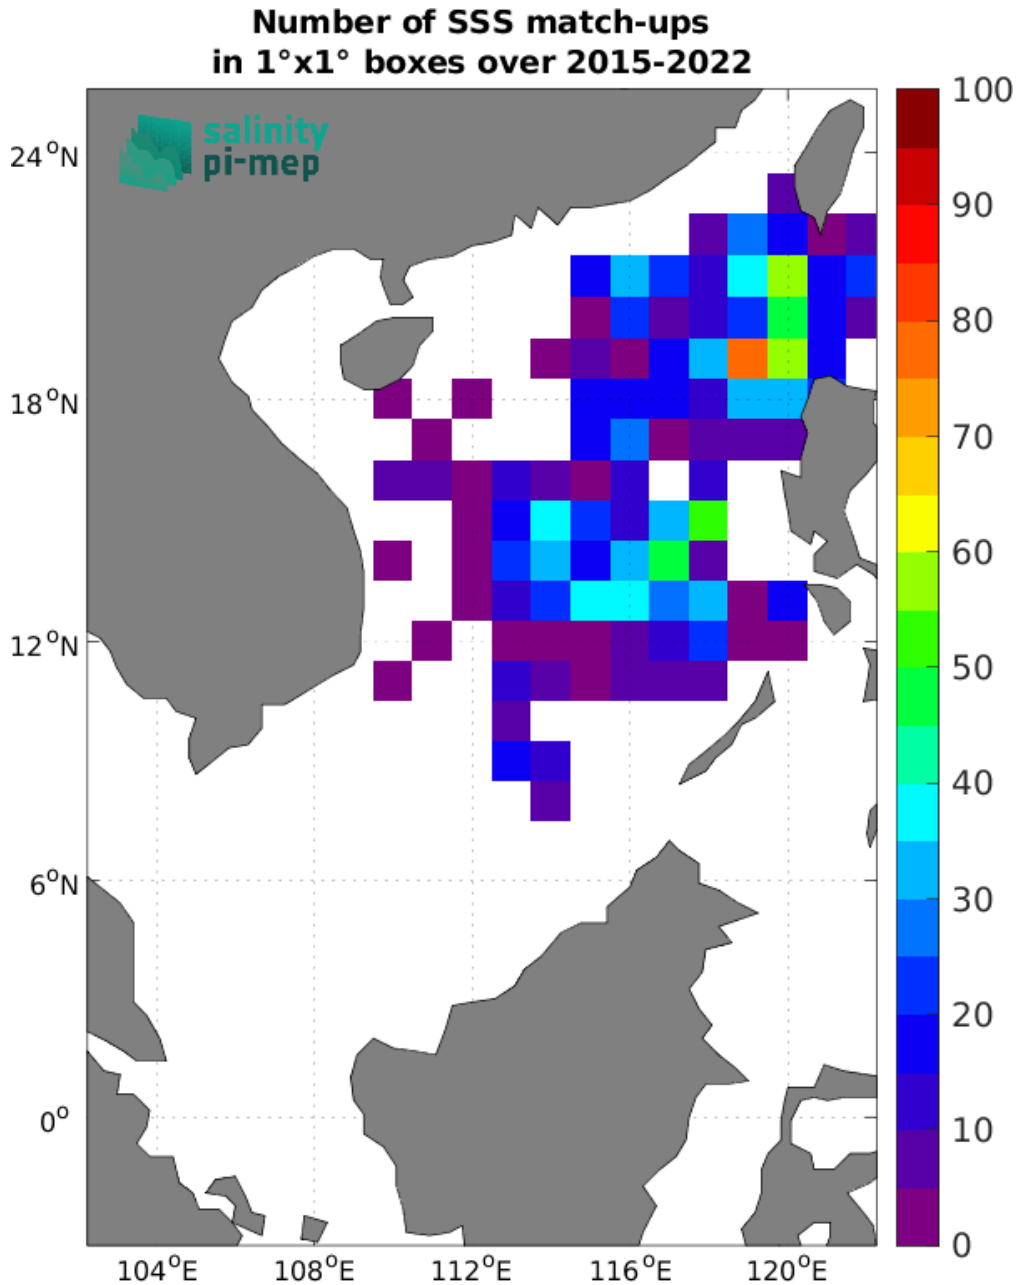 Number of SSS match-ups
in 1°x1° boxes over 2015-2022
salinity
pi-mep
24°N
18°N
12°N
6°N
0°
104°E
108°E
112°E
116°E
120°E
100
90
80
70
60
50
40
30
20
10
0